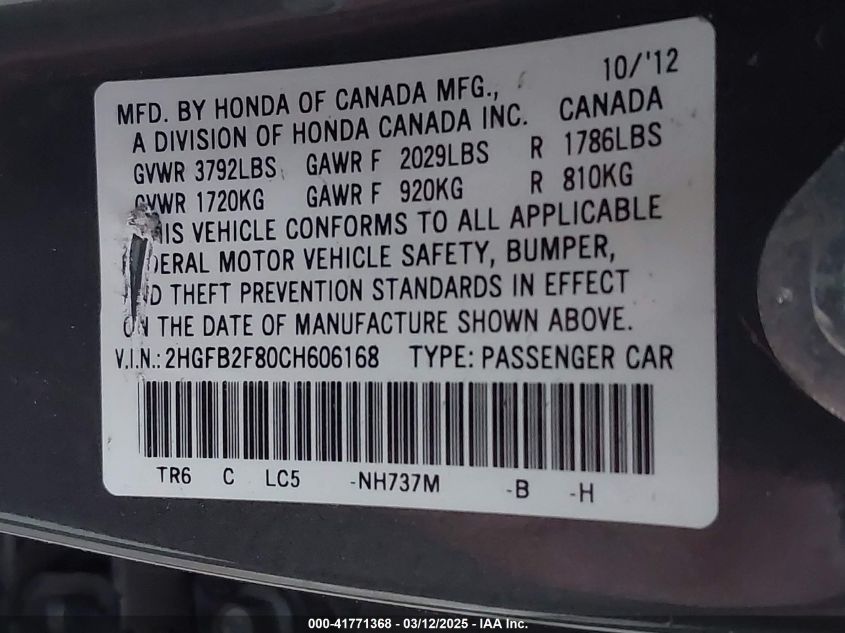 10/'12
MFD. BY HONDA OF CANADA MFG.,
A DIVISION OF HONDA CANADA INC. CANADA
GVWR 3792LBS GAWR F 2029LBS R 1786LBS
GVWR 1720KG GAWR F 920KG R 810KG
HIS VEHICLE CONFORMS TO ALL APPLICABLE
DERAL MOTOR VEHICLE SAFETY, BUMPER,
D THEFT PREVENTION STANDARDS IN EFFECT
ON THE DATE OF MANUFACTURE SHOWN ABOVE.
V.I.N.: 2HGFB2F80CH606168 TYPE: PASSENGER CAR
TR6 C LC5 -NH737M -B -H
000-41771368 - 03/12/2025 - IAA Inc.